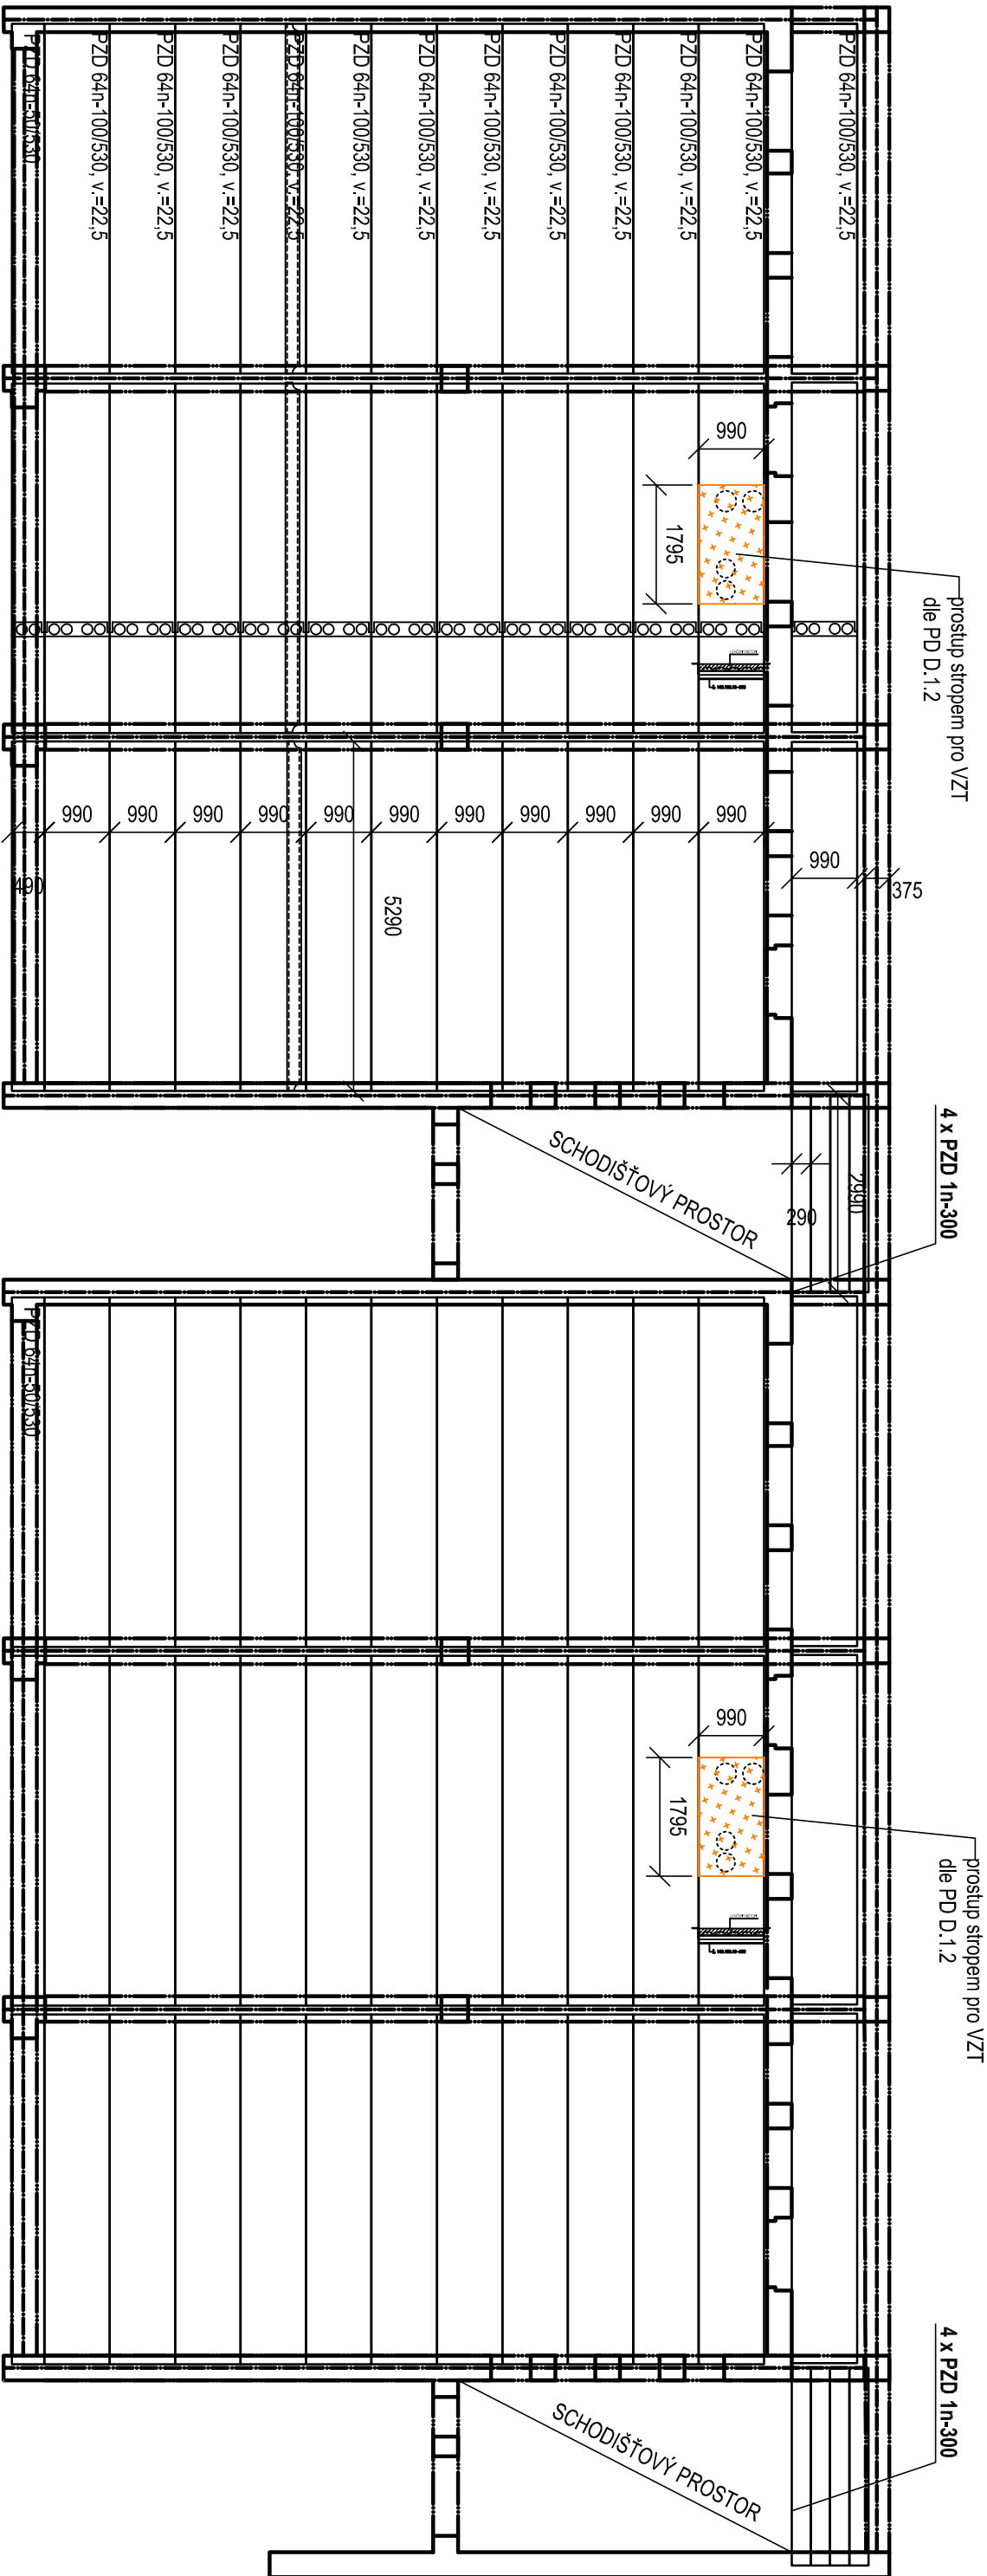 PZD 64n-100/530, v.=22,5
PZD 64n-100/530, v.=22,5
PZD 64n-100/530, v.=22,5
PZD 64n-100/530, v.=22,5
PZD 64n-100/530, v.=22,5
PZD 64n-100/530, v.=22,5
PZD 64n-100/530, v.=22,5
PZD 64n-100/530, v.=22,5
PZD 64n-100/530, v.=22,5
PZD 64n-100/530, v.=22,5
PZD 64n-100/530, v.=22,5
PZD 64n-100/530, v.=22,5
PZD 64n-50/530
990
1795
prostup stropem pro VZT
dle PD D.1.2
990
990
990
990
990
990
990
990
990
990
990
990
375
490
5290
4 x PZD 1n-300
2990
290
SCHODIŠŤOVÝ PROSTOR
PZD 64n-50/530
990
1795
prostup stropem pro VZT
dle PD D.1.2
4 x PZD 1n-300
SCHODIŠŤOVÝ PROSTOR